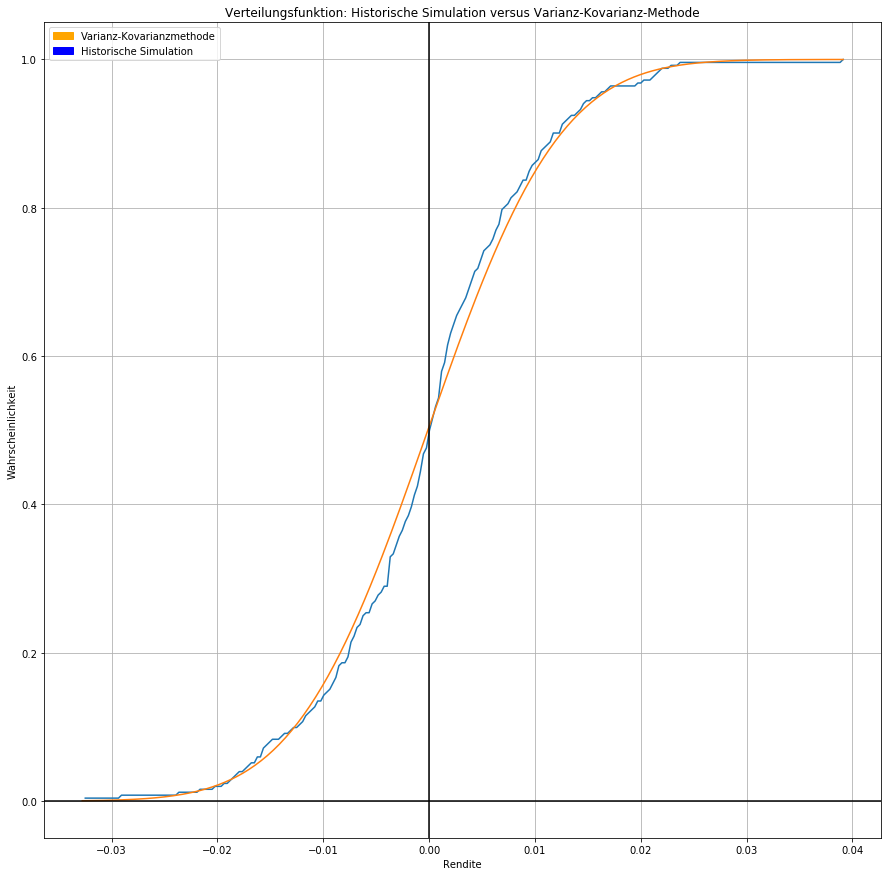 Verteilungsfunktion: Historische Simulation versus Varianz-Kovarianz-Methode
Varianz-Kovarianzmethode
Historische Simulation
1.0
0.8
0.6
0.4
0.2
0.0
Wahrscheinlichkeit
−0.03 −0.02 −0.01 0.00 0.01 0.02 0.03 0.04
Rendite